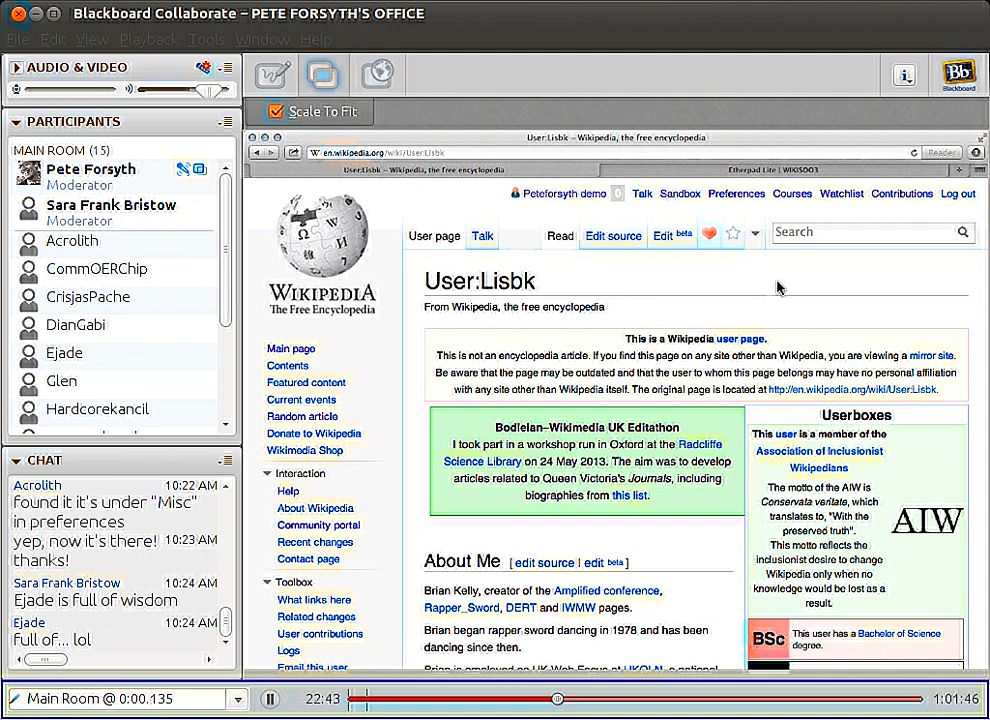 Blackboard Collaborate – PETE FORSYTH'S OFFICE
File Edit View Playback Tools Window Help
AUDIO & VIDEO
PARTICIPANTS
MAIN ROOM (15)
Pete Forsyth
Moderator
Sara Frank Bristow
Moderator
Acrolith
CommOERChip
CrisjasPache
DianGabi
Ejade
Glen
Hardcorekancil
CHAT
Acrolith 10:22 AM
found it it's under "Misc"
in preferences
yep, now it's there! 10:23 AM
thanks!
Sara Frank Bristow 10:24 AM
Ejade is full of wisdom
Ejade 10:24 AM
full of... lol
i
Bb
Blackboard
Scale To Fit
User:Lisbk – Wikipedia, the free encyclopedia
W en.wikipedia.org/wiki/User:Lisbk
Reader
User:Lisbk – Wikipedia, the free encyclopedia
Etherpad Lite | WIKISOO3
+
Peteforsyth demo 0 Talk Sandbox Preferences Courses Watchlist Contributions Log out
User page Talk Read Edit source Edit beta Search
WIKIPEDIA
The Free Encyclopedia
Main page
Contents
Featured content
Current events
Random article
Donate to Wikipedia
Wikimedia Shop
Interaction
Help
About Wikipedia
Community portal
Recent changes
Contact page
Toolbox
What links here
Related changes
User contributions
Logs
Email this user
User:Lisbk
From Wikipedia, the free encyclopedia
This is a Wikipedia user page.
This is not an encyclopedia article. If you find this page on any site other than Wikipedia, you are viewing a mirror site.
Be aware that the page may be outdated and that the user to whom this page belongs may have no personal affiliation
with any site other than Wikipedia itself. The original page is located at http://en.wikipedia.org/wiki/User:Lisbk.
Bodleian–Wikimedia UK Editathon
I took part in a workshop run in Oxford at the Radcliffe
Science Library on 24 May 2013. The aim was to develop
articles related to Queen Victoria's Journals, including
biographies from this list.
About Me [ edit source | edit beta ]
Brian Kelly, creator of the Amplified conference,
Rapper_Sword, DERT and IWMW pages.
Brian began rapper sword dancing in 1978 and has been
dancing since then.
Brian is employed as UK Web Focus at UKOLN, a national
Userboxes
This user is a member of the
Association of Inclusionist
Wikipedians
The motto of the AIW is
Conservata veritate, which
translates to, "With the
preserved truth".
This motto reflects the
inclusionist desire to change
Wikipedia only when no
knowledge would be lost as a
result.
AIW
BSc
This user has a Bachelor of Science
degree.
Main Room @ 0:00.135
22:43
1:01:46